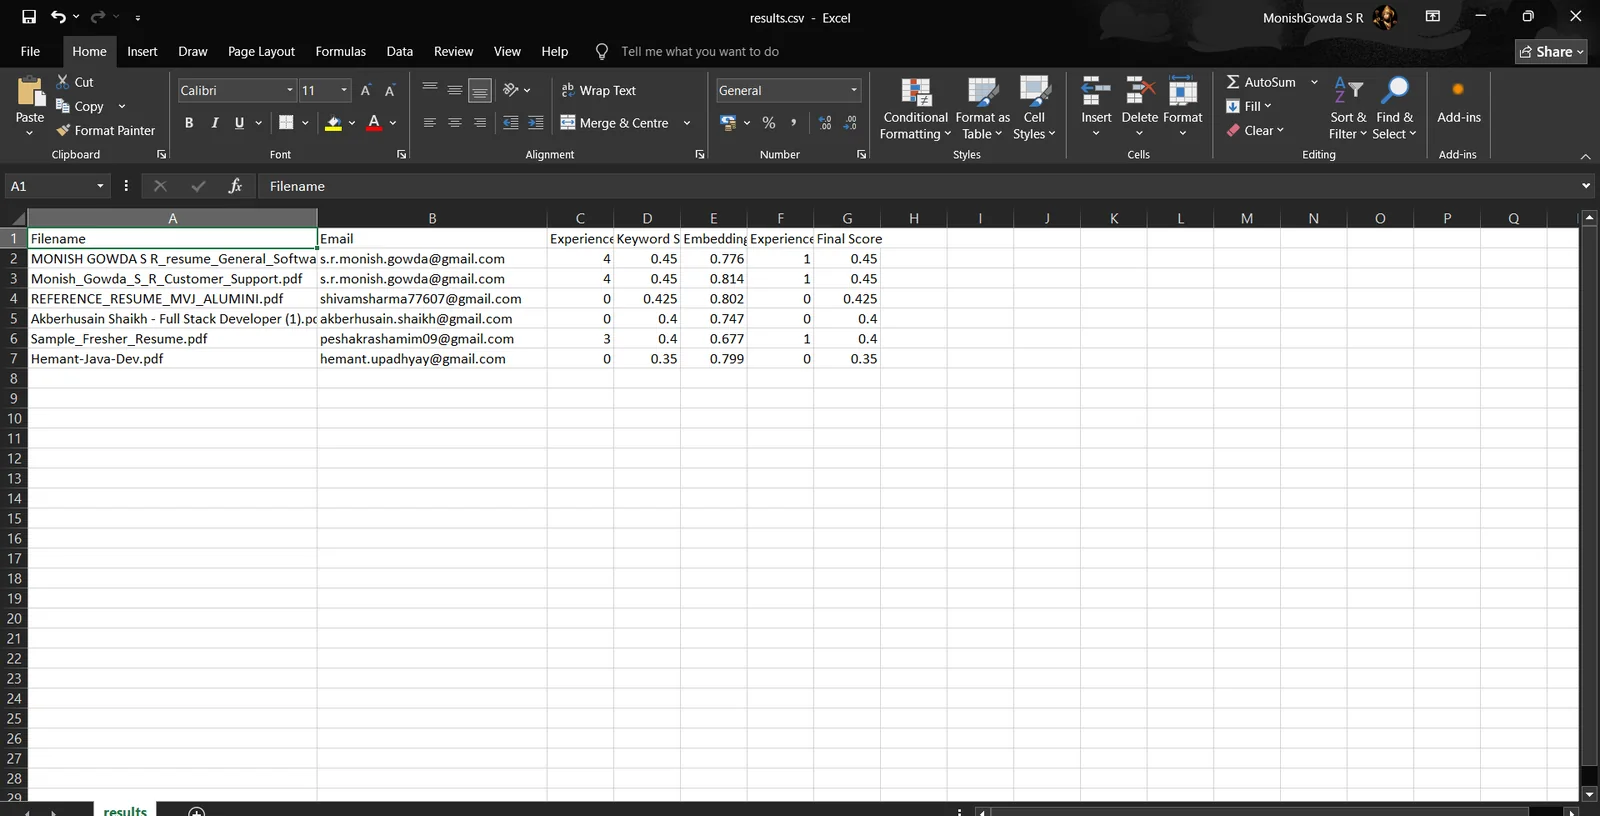 results.csv - Excel
MonishGowda S R
File Home Insert Draw Page Layout Formulas Data Review View Help Tell me what you want to do Share
Paste
Cut
Copy
Format Painter
Clipboard
Calibri 11 A A
B I U A
Font
ab Wrap Text
Merge & Centre
Alignment
General
% , .00
Number
Conditional Formatting
Format as Table
Cell Styles
Styles
Insert Delete Format
Cells
AutoSum
Fill
Clear
Sort & Filter
Find & Select
Editing
Add-ins
Add-ins
A1 fx Filename
A B C D E F G H I J K L M N O P Q
1 Filename Email Experience Keyword S Embedding Experience Final Score
2 MONISH GOWDA S R_resume_General_Softwa s.r.monish.gowda@gmail.com 4 0.45 0.776 1 0.45
3 Monish_Gowda_S_R_Customer_Support.pdf s.r.monish.gowda@gmail.com 4 0.45 0.814 1 0.45
4 REFERENCE_RESUME_MVJ_ALUMINI.pdf shivamsharma77607@gmail.com 0 0.425 0.802 0 0.425
5 Akberhusain Shaikh - Full Stack Developer (1).pd akberhusain.shaikh@gmail.com 0 0.4 0.747 0 0.4
6 Sample_Fresher_Resume.pdf peshakrashamim09@gmail.com 3 0.4 0.677 1 0.4
7 Hemant-Java-Dev.pdf hemant.upadhyay@gmail.com 0 0.35 0.799 0 0.35
8
9
10
11
12
13
14
15
16
17
18
19
20
21
22
23
24
25
26
27
28
29
results